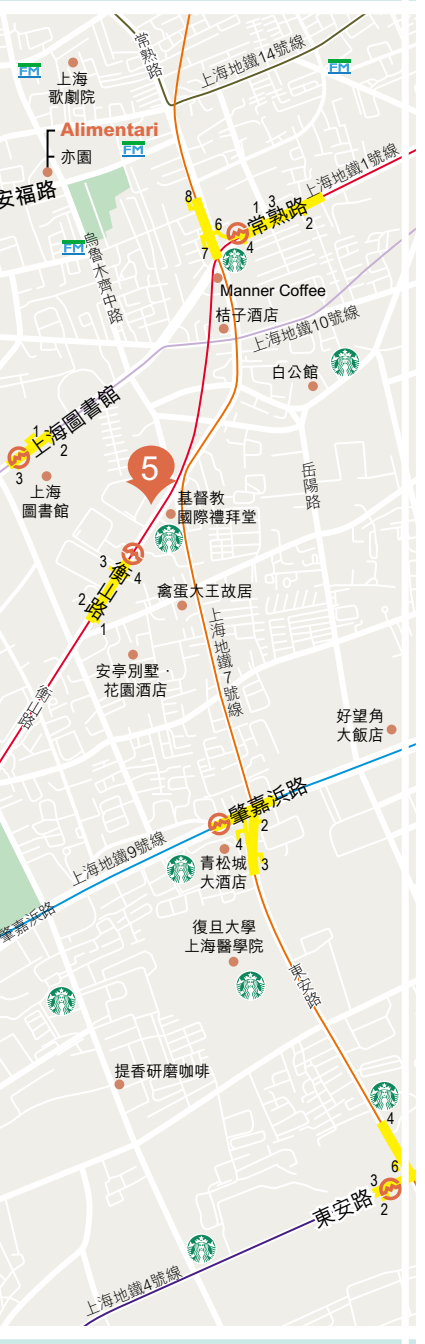 常熟路
上海地鐵14號線
FM
上海
歌劇院
FM
Alimentari
亦園
FM
安福路
上海地鐵1號線
8
6
7
1
3
2
4
常熟路
烏魯木齊中路
FM
Manner Coffee
桔子酒店
上海地鐵10號線
白公館
上海圖書館
1
2
3
上海
圖書館
5
岳陽路
基督教
國際禮拜堂
3
4
衡山路
2
1
禽蛋大王故居
上海地鐵7號線
安亭別墅·
花園酒店
衡山路
好望角
大飯店
肇嘉浜路
2
4
3
上海地鐵9號線
青松城
大酒店
肇嘉浜路
復旦大學
上海醫學院
東安路
提香研磨咖啡
4
6
3
2
東安路
上海地鐵4號線